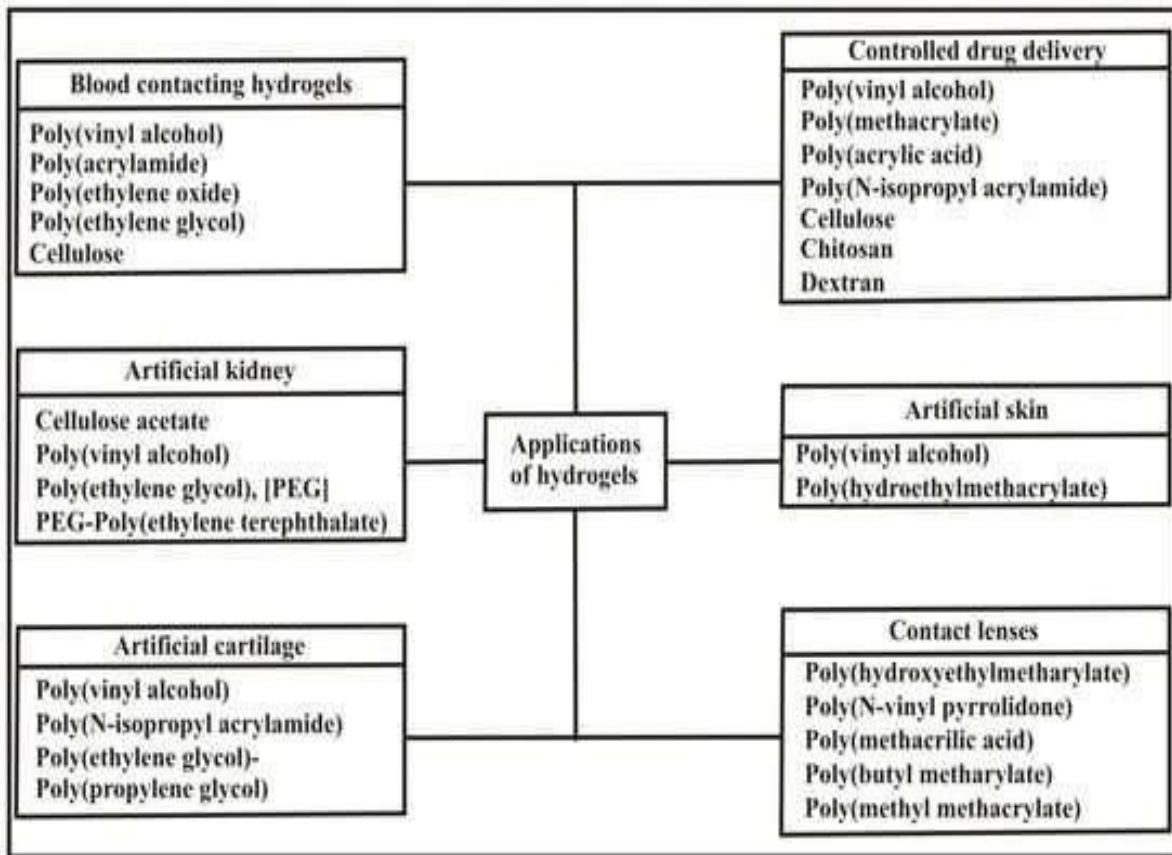 Blood contacting hydrogels
Poly(vinyl alcohol)
Poly(acrylamide)
Poly(ethylene oxide)
Poly(ethylene glycol)
Cellulose
Controlled drug delivery
Poly(vinyl alcohol)
Poly(methacrylate)
Poly(acrylic acid)
Poly(N-isopropyl acrylamide)
Cellulose
Chitosan
Dextran
Artificial kidney
Cellulose acetate
Poly(vinyl alcohol)
Poly(ethylene glycol), [PEG]
PEG-Poly(ethylene terephthalate)
Applications
of hydrogels
Artificial skin
Poly(vinyl alcohol)
Poly(hydroethylmethacrylate)
Artificial cartilage
Poly(vinyl alcohol)
Poly(N-isopropyl acrylamide)
Poly(ethylene glycol)-
Poly(propylene glycol)
Contact lenses
Poly(hydroxyethylmetharylate)
Poly(N-vinyl pyrrolidone)
Poly(methacrilic acid)
Poly(butyl metharylate)
Poly(methyl methacrylate)